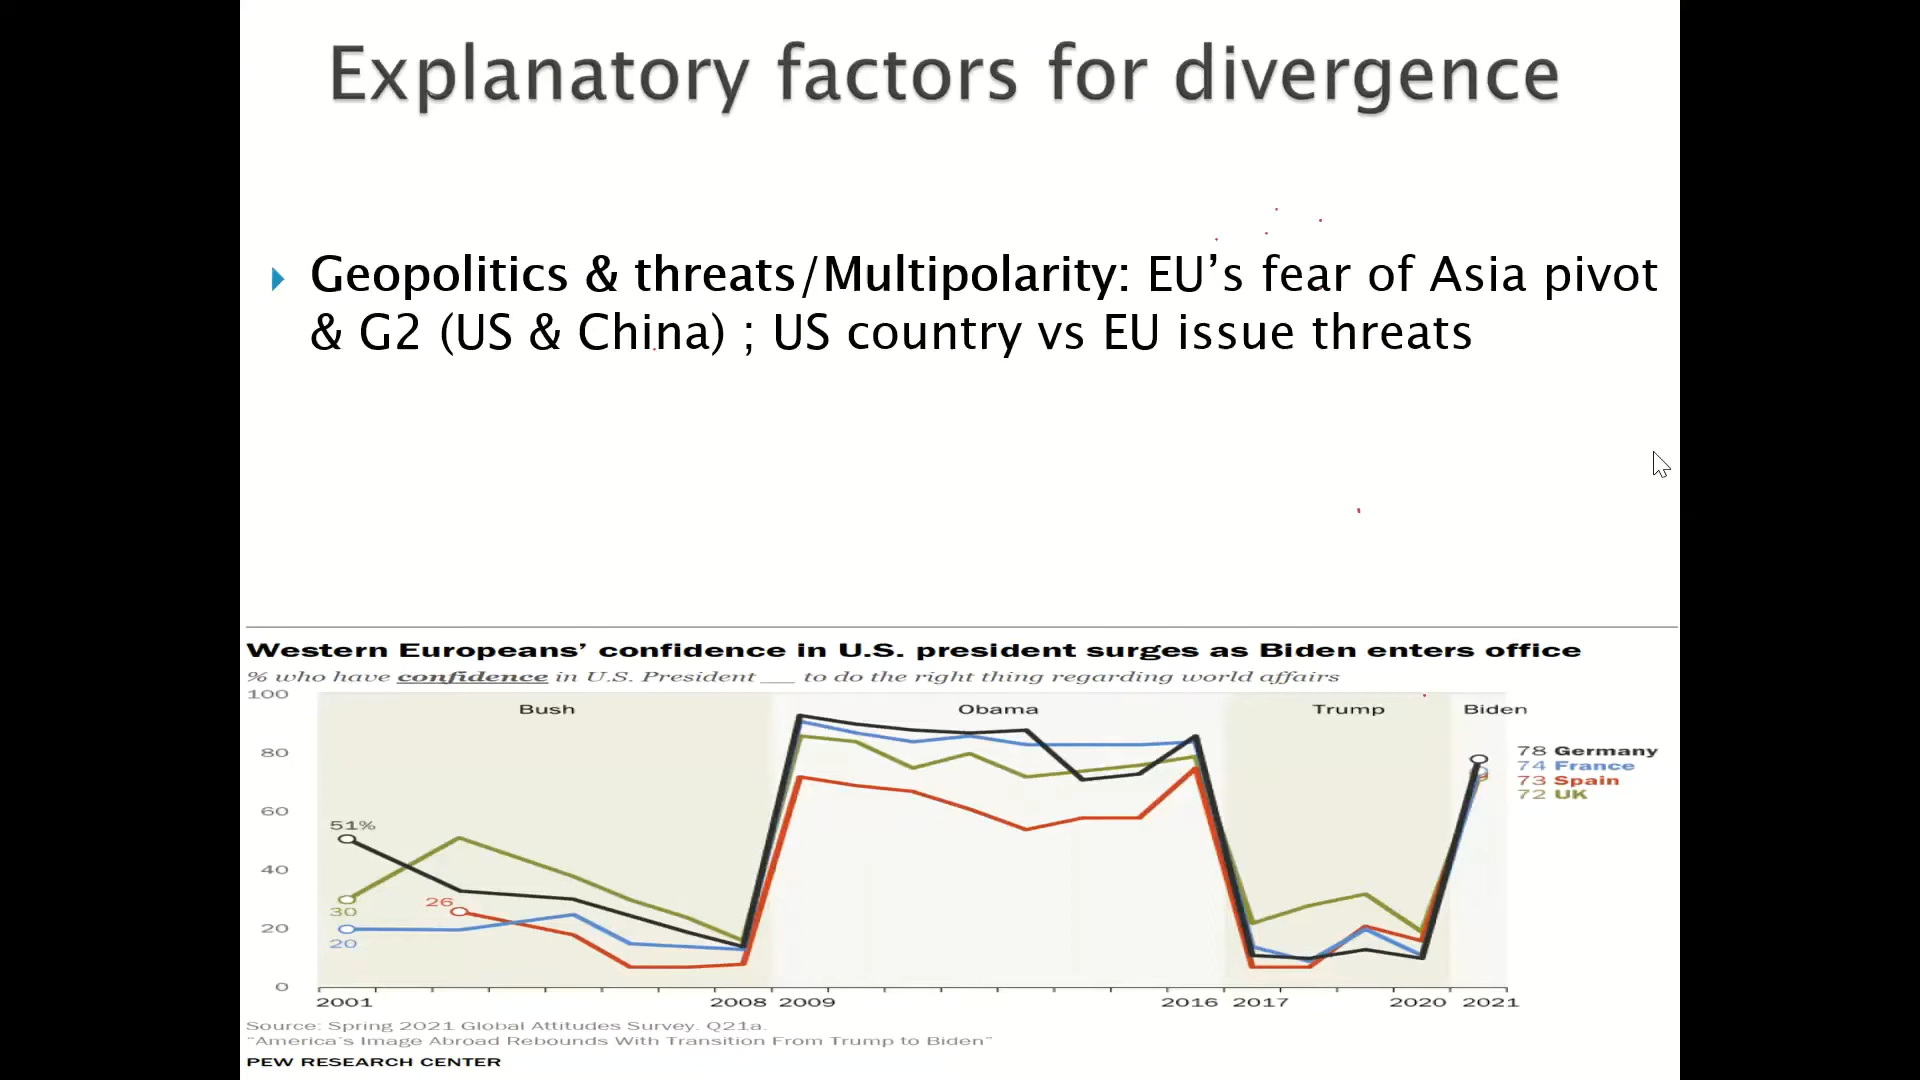 Explanatory factors for divergence
Geopolitics & threats/Multipolarity: EU’s fear of Asia pivot
& G2 (US & China) ; US country vs EU issue threats
Western Europeans’ confidence in U.S. president surges as Biden enters office
% who have confidence in U.S. President ___ to do the right thing regarding world affairs
100
Bush
Obama
Trump
Biden
80
78 Germany
74 France
73 Spain
72 UK
60
51%
40
26
30
20
20
0
2001
2008
2009
2016
2017
2020
2021
Source: Spring 2021 Global Attitudes Survey. Q21a.
“America’s Image Abroad Rebounds With Transition From Trump to Biden”
PEW RESEARCH CENTER